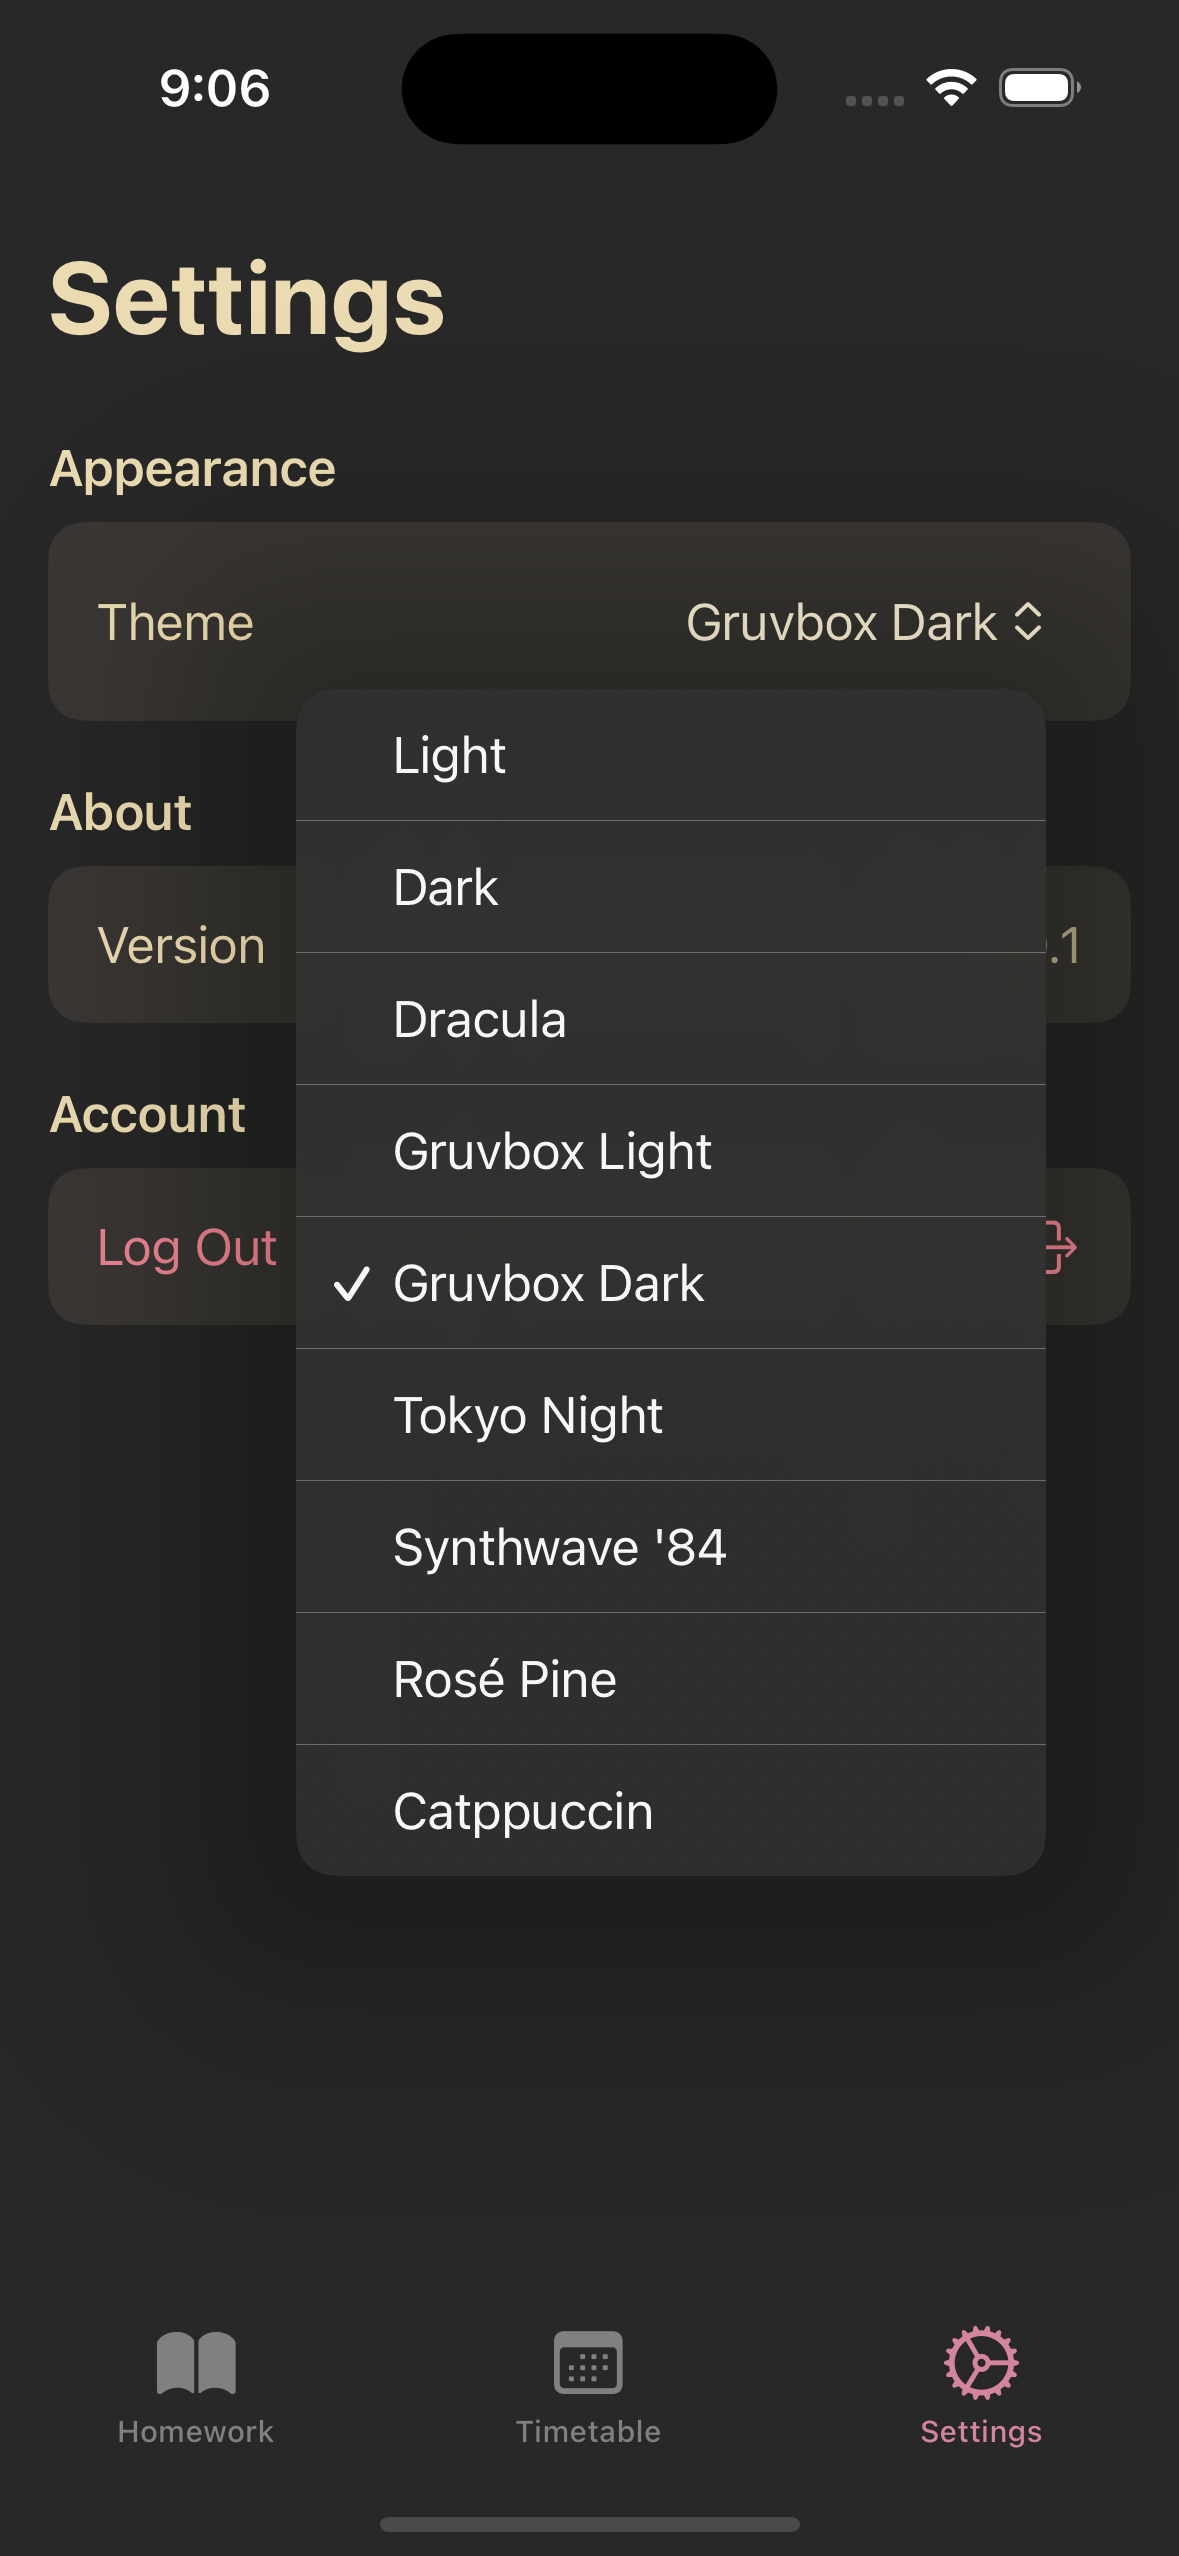 9:06
Settings
Appearance
Theme
Gruvbox Dark
Light
About
Dark
Version
.1
Dracula
Account
Gruvbox Light
Log Out
Gruvbox Dark
Tokyo Night
Synthwave '84
Rosé Pine
Catppuccin
Homework
Timetable
Settings